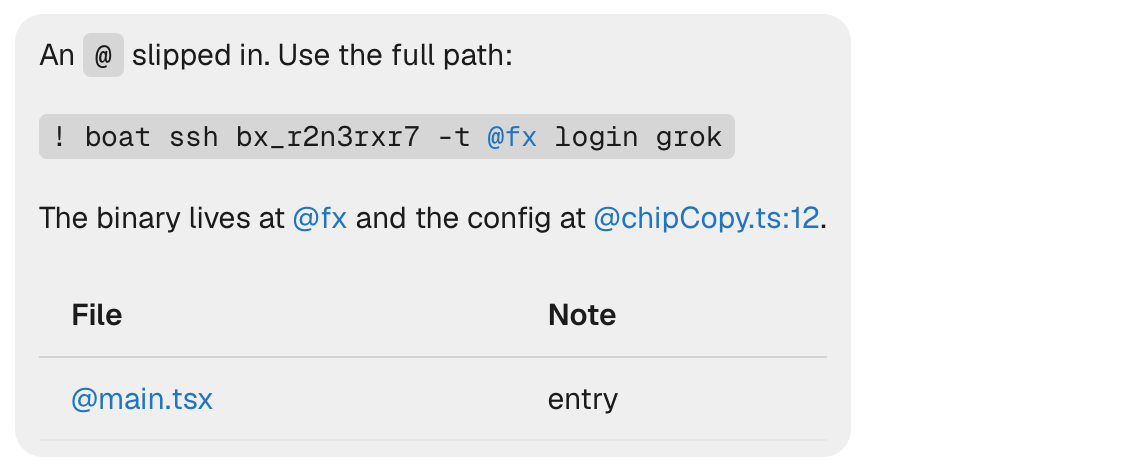 An @ slipped in. Use the full path:
! boat ssh bx_r2n3rxr7 -t @fx login grok
The binary lives at @fx and the config at @chipCopy.ts:12.
File Note
@main.tsx entry